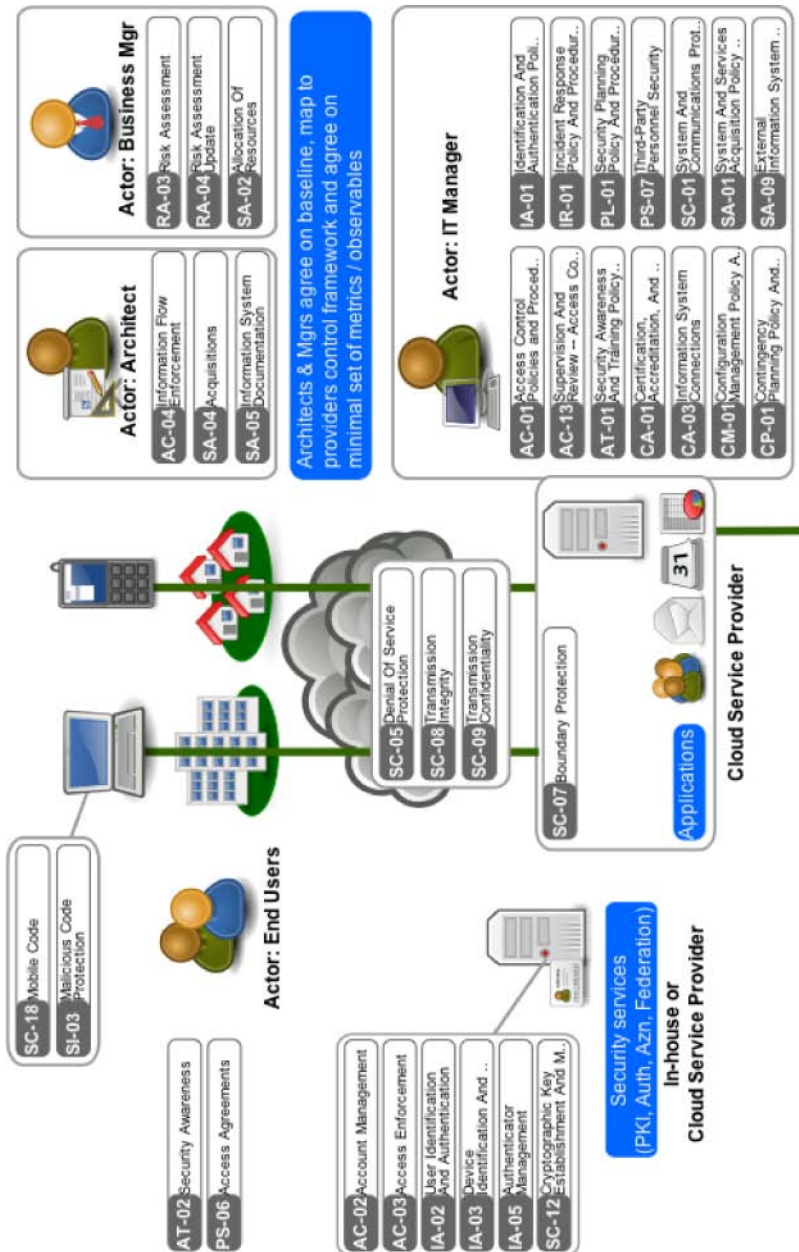 SC-18 Mobile Code
SI-03 Malicious Code
Protection
AT-02 Security Awareness
PS-06 Access Agreements
Actor: End Users
AC-02 Account Management
AC-03 Access Enforcement
IA-02 User Identification
And Authentication
IA-03 Device
Identification And ..
IA-05 Authenticator
Management
SC-12 Cryptographic Key
Establishment And M..
Security services
(PKI, Auth, Azn, Federation)
In-house or
Cloud Service Provider
SC-05 Denial Of Service
Protection
SC-08 Transmission
Integrity
SC-09 Transmission
Confidentiality
SC-07 Boundary Protection
Applications
31
Cloud Service Provider
Actor: Architect
AC-04 Information Flow
Enforcement
SA-04 Acquisitions
SA-05 Information System
Documentation
Actor: Business Mgr
RA-03 Risk Assessment
RA-04 Risk Assessment
Update
SA-02 Allocation Of
Resources
Architects & Mgrs agree on baseline, map to
providers control framework and agree on
minimal set of metrics / observables
Actor: IT Manager
AC-01 Access Control
Policies and Proced..
AC-13 Supervision And
Review -- Access Co..
AT-01 Security Awareness
And Training Policy..
CA-01 Certification,
Accreditation, And ..
CA-03 Information System
Connections
CM-01 Configuration
Management Policy A..
CP-01 Contingency
Planning Policy And..
IA-01 Identification And
Authentication Poli..
IR-01 Incident Response
Policy And Procedur..
PL-01 Security Planning
Policy And Procedur..
PS-07 Third-Party
Personnel Security
SC-01 System And
Communications Prot..
SA-01 System And Services
Acquisition Policy ..
SA-09 External
Information System ..